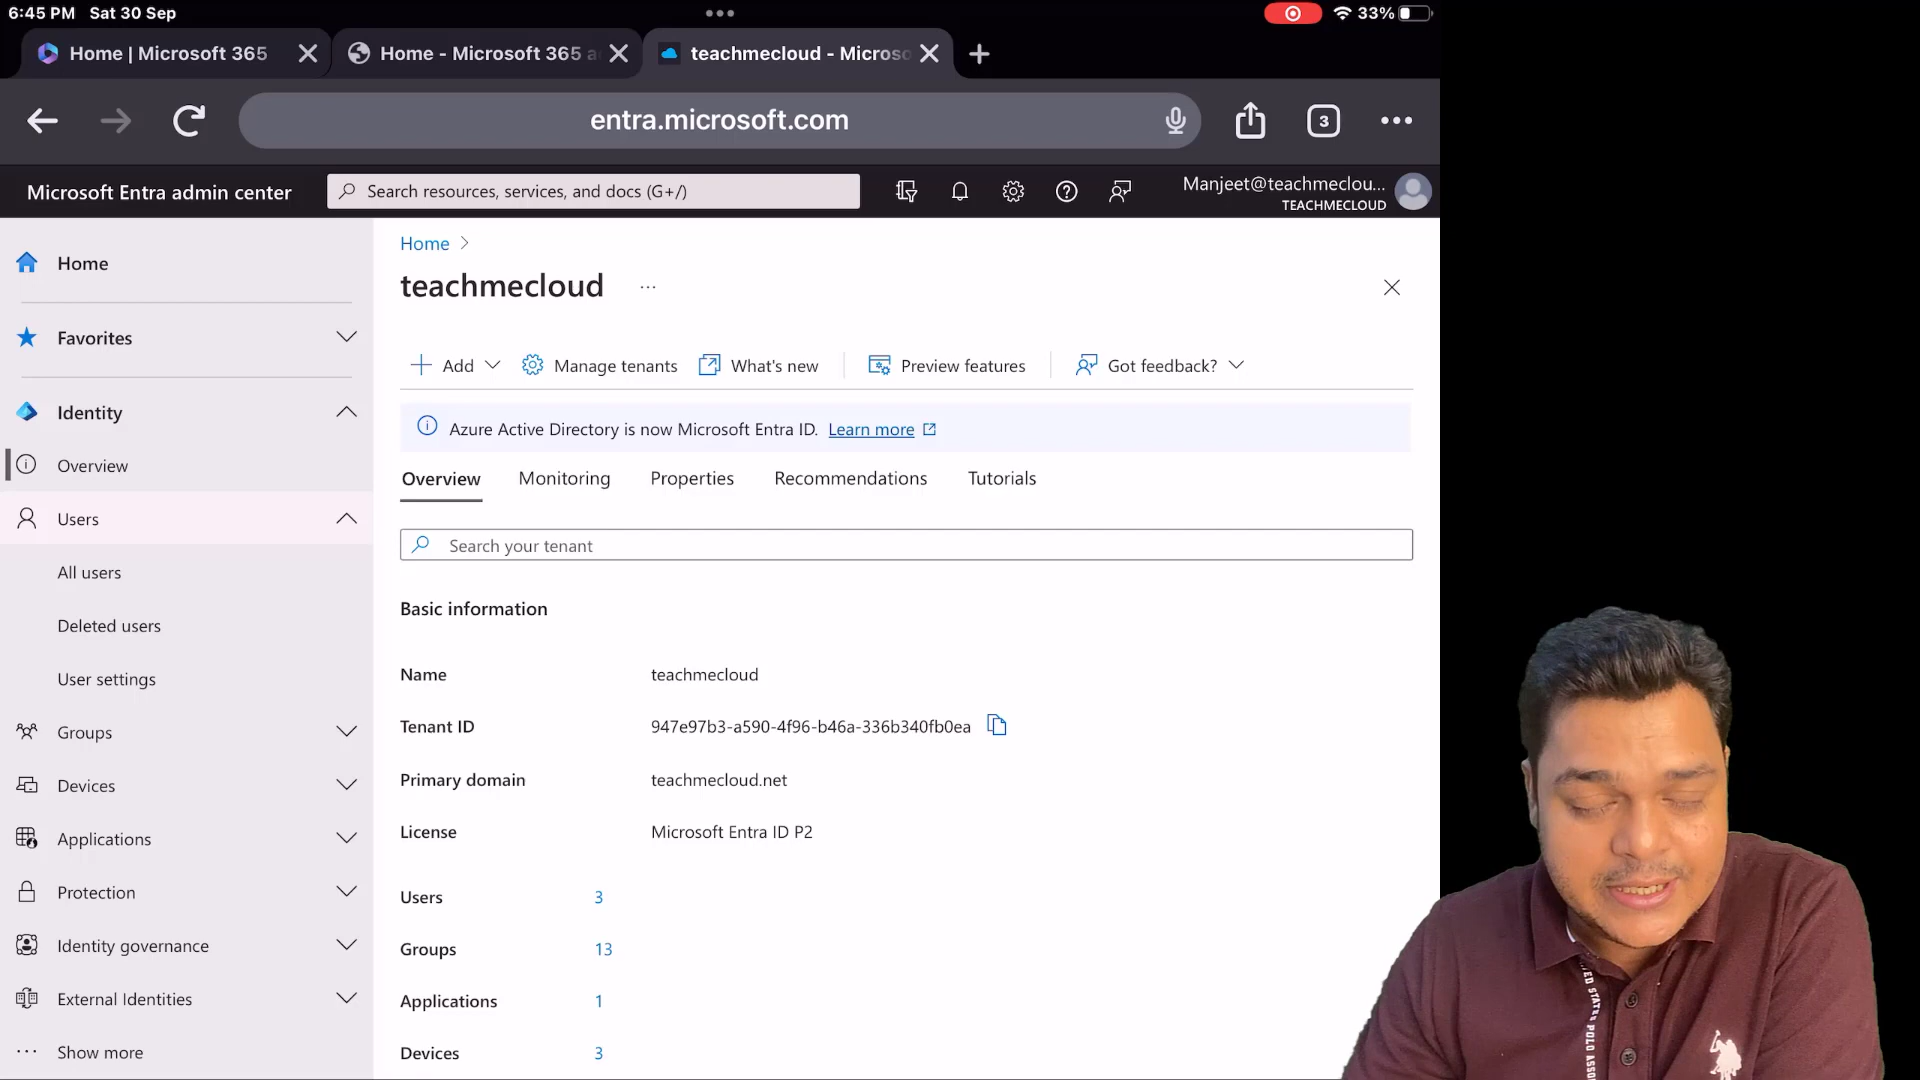 6:45 PM Sat 30 Sep
33%
Home | Microsoft 365
Home - Microsoft 365 a
teachmecloud - Microso
entra.microsoft.com
3
Microsoft Entra admin center
Search resources, services, and docs (G+/)
Manjeet@teachmeclou...
TEACHMECLOUD
Home
Favorites
Identity
Overview
Users
All users
Deleted users
User settings
Groups
Devices
Applications
Protection
Identity governance
External Identities
Show more
Home
teachmecloud
Add
Manage tenants
What's new
Preview features
Got feedback?
Azure Active Directory is now Microsoft Entra ID. Learn more
Overview
Monitoring
Properties
Recommendations
Tutorials
Search your tenant
Basic information
Name teachmecloud
Tenant ID 947e97b3-a590-4f96-b46a-336b340fb0ea
Primary domain teachmecloud.net
License Microsoft Entra ID P2
Users 3
Groups 13
Applications 1
Devices 3